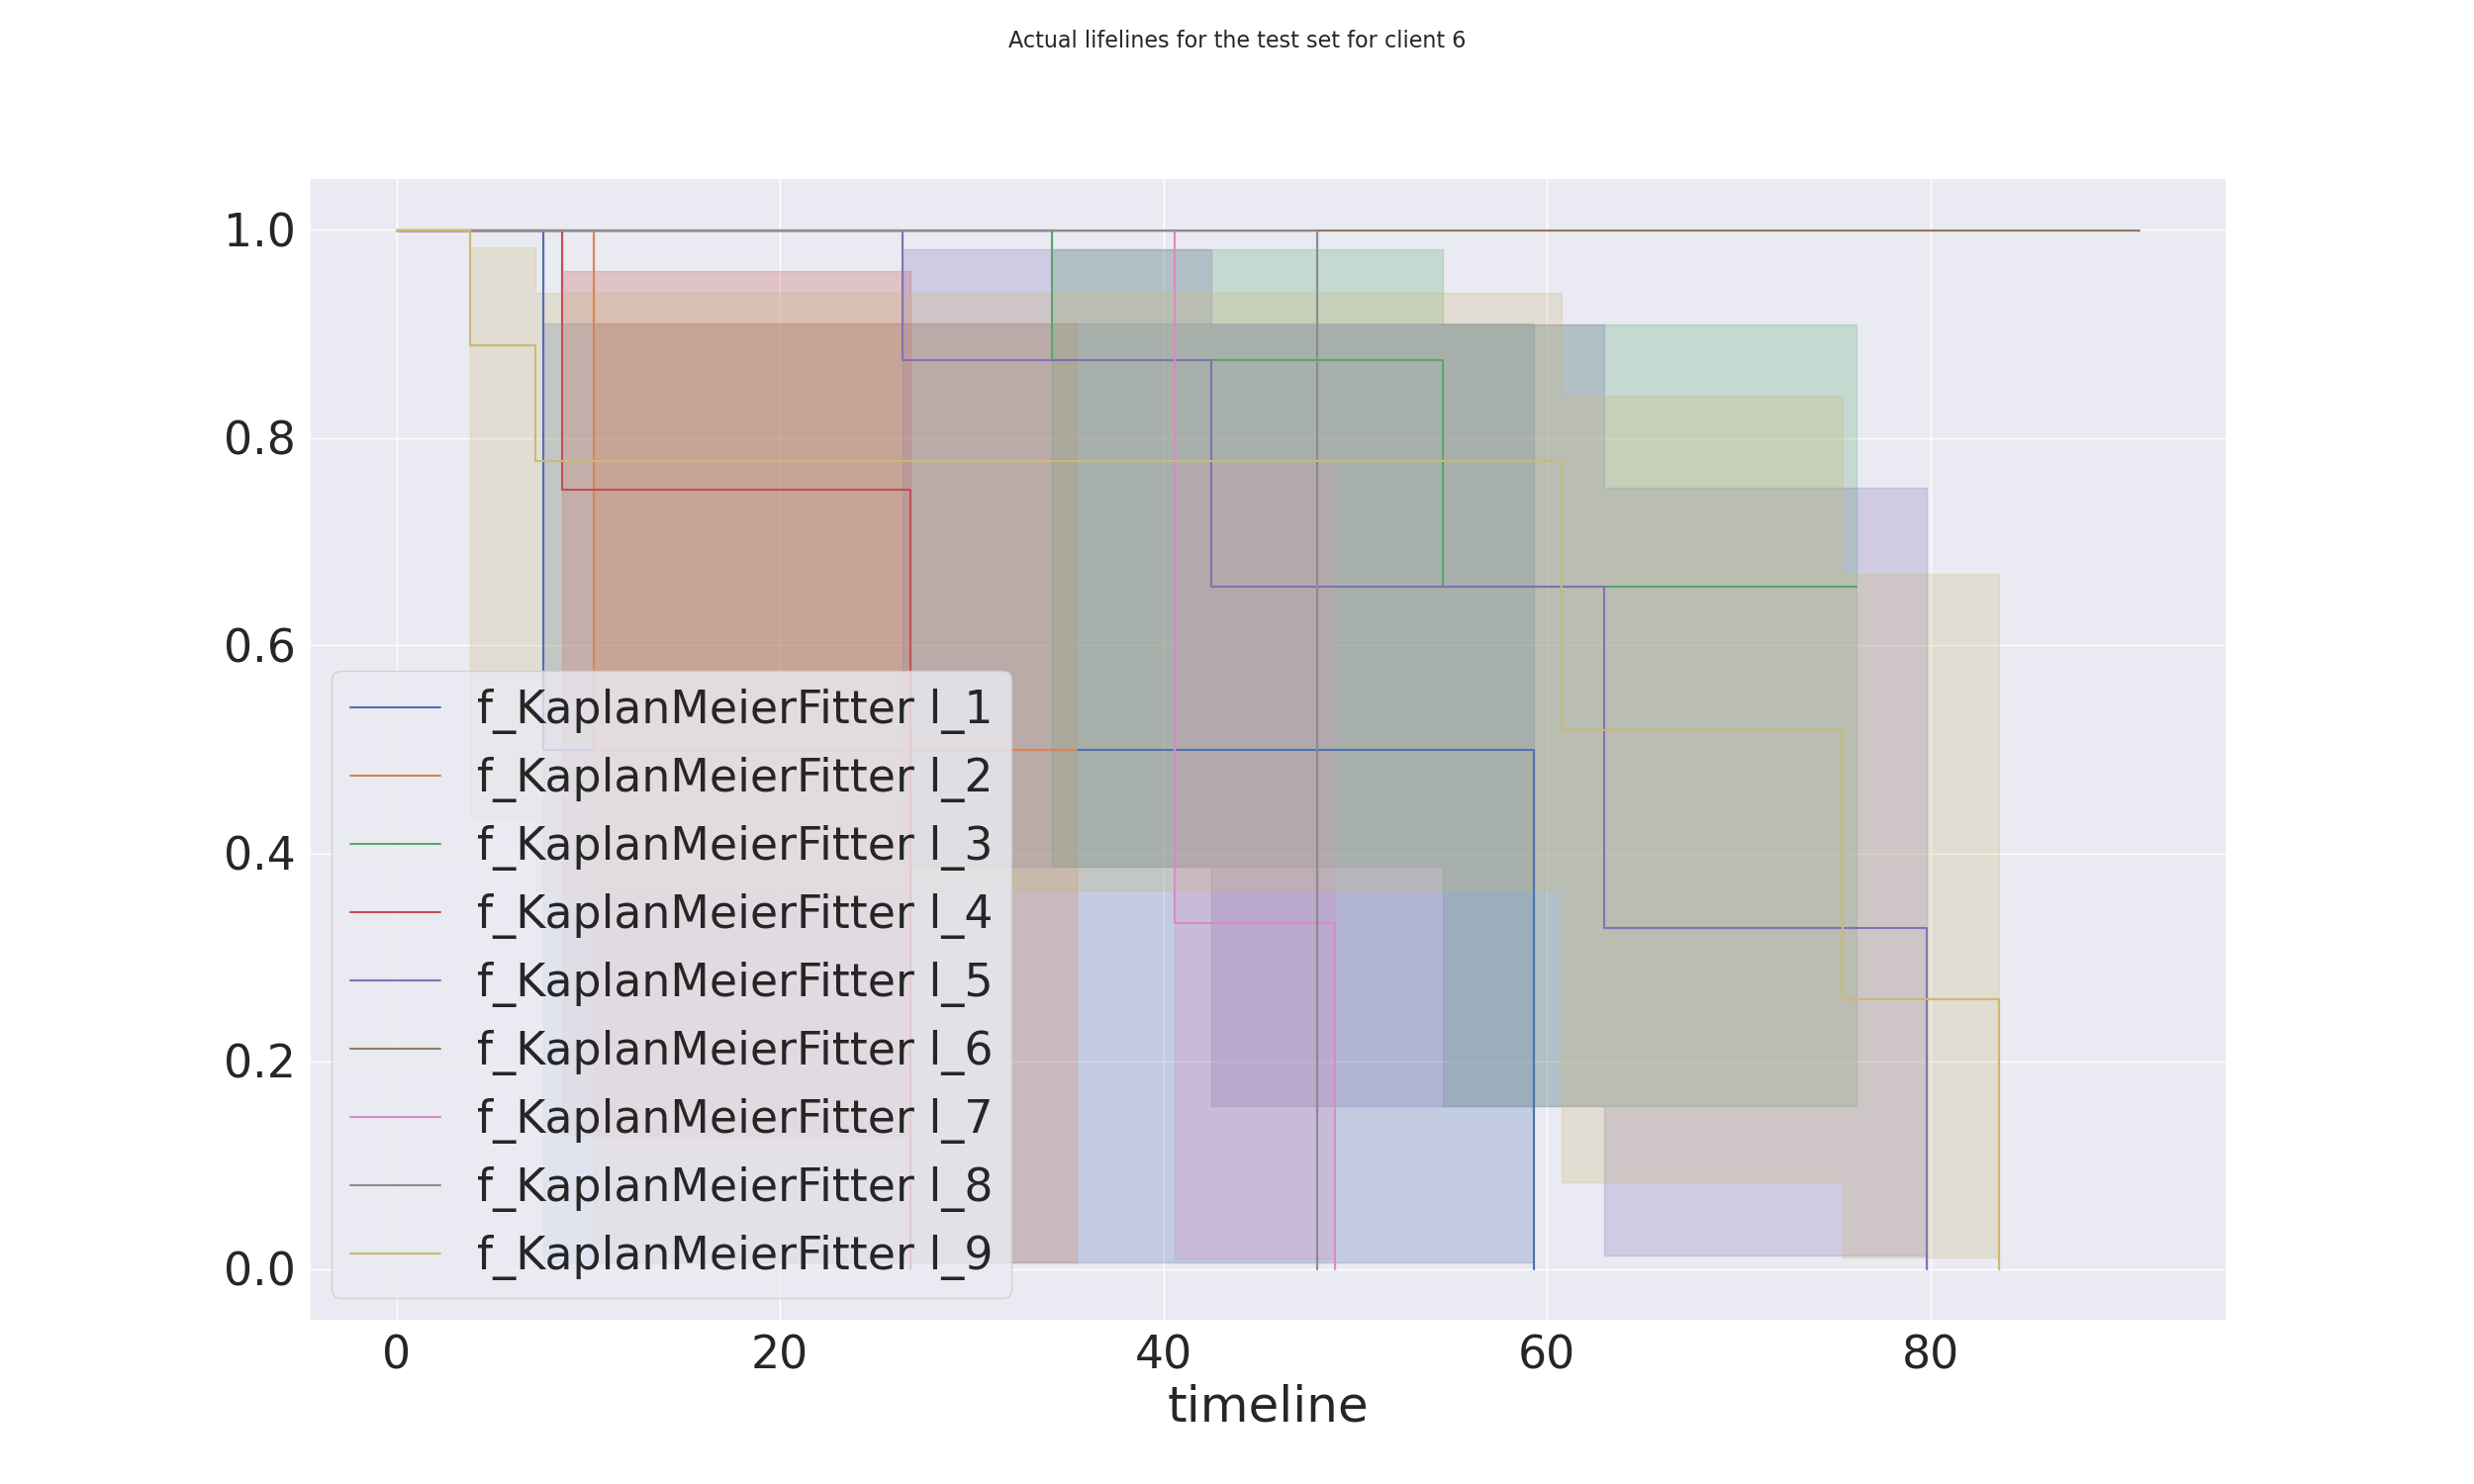 Actual lifelines for the test set for client 6
1.0
0.8
0.6
0.4
0.2
0.0
f_KaplanMeierFitter l_1
f_KaplanMeierFitter l_2
f_KaplanMeierFitter l_3
f_KaplanMeierFitter l_4
f_KaplanMeierFitter l_5
f_KaplanMeierFitter l_6
f_KaplanMeierFitter l_7
f_KaplanMeierFitter l_8
f_KaplanMeierFitter l_9
0 20 40 60 80
timeline